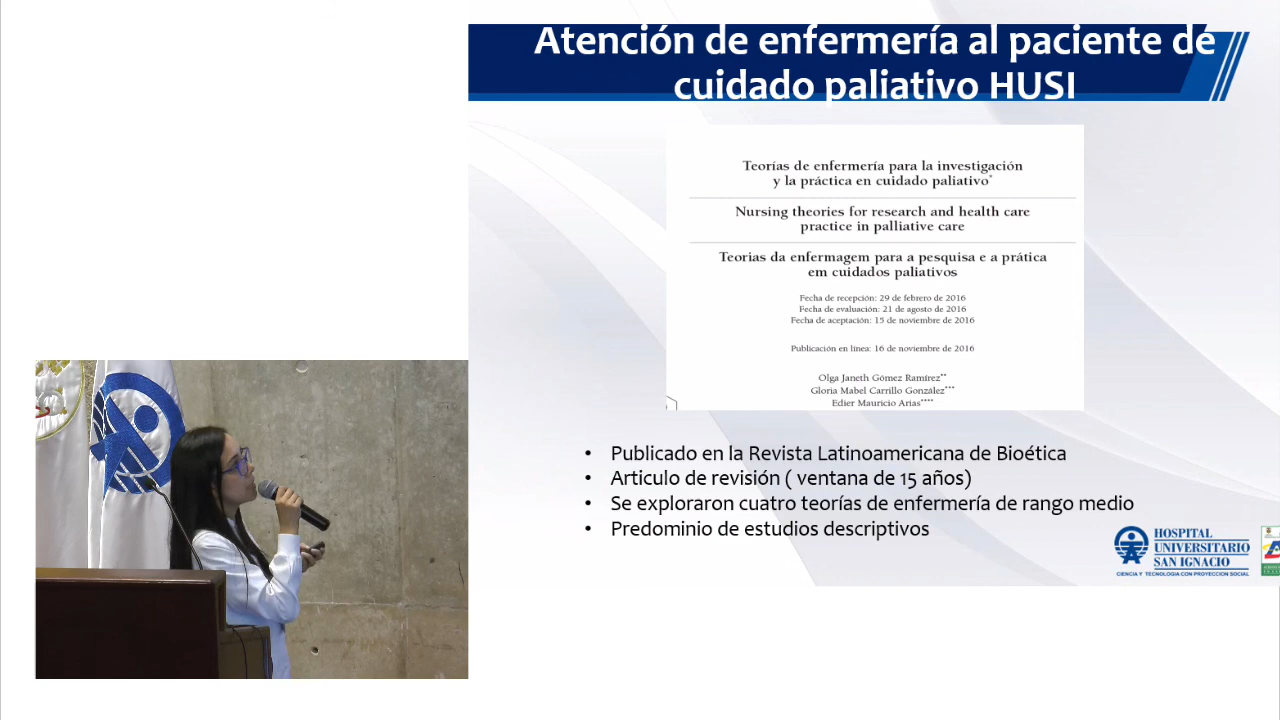 Atención de enfermería al paciente de
cuidado paliativo HUSI
Teorías de enfermería para la investigación
y la práctica en cuidado paliativo*
Nursing theories for research and health care
practice in palliative care
Teorias da enfermagem para a pesquisa e a prática
em cuidados paliativos
Fecha de recepción: 29 de febrero de 2016
Fecha de evaluación: 21 de agosto de 2016
Fecha de aceptación: 15 de noviembre de 2016
Publicación en línea: 16 de noviembre de 2016
Olga Janeth Gómez Ramírez**
Gloria Mabel Carrillo González***
Edier Mauricio Arias****
• Publicado en la Revista Latinoamericana de Bioética
• Articulo de revisión ( ventana de 15 años)
• Se exploraron cuatro teorías de enfermería de rango medio
• Predominio de estudios descriptivos
HOSPITAL
UNIVERSITARIO
SAN IGNACIO
CIENCIA Y TECNOLOGIA CON PROYECCION SOCIAL